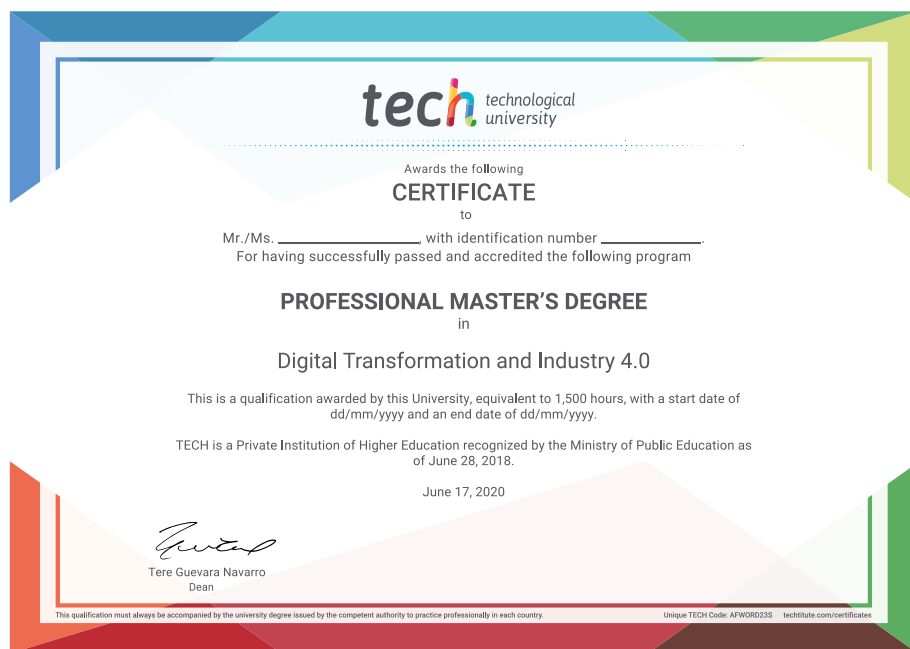 tech technological
university
Awards the following
CERTIFICATE
to
Mr./Ms. ________________, with identification number ____________.
For having successfully passed and accredited the following program
PROFESSIONAL MASTER'S DEGREE
in
Digital Transformation and Industry 4.0
This is a qualification awarded by this University, equivalent to 1,500 hours, with a start date of
dd/mm/yyyy and an end date of dd/mm/yyyy.
TECH is a Private Institution of Higher Education recognized by the Ministry of Public Education as
of June 28, 2018.
June 17, 2020
Tere Guevara Navarro
Dean
This qualification must always be accompanied by the university degree issued by the competent authority to practice professionally in each country. Unique TECH Code: AFWORD23S techtitute.com/certificates